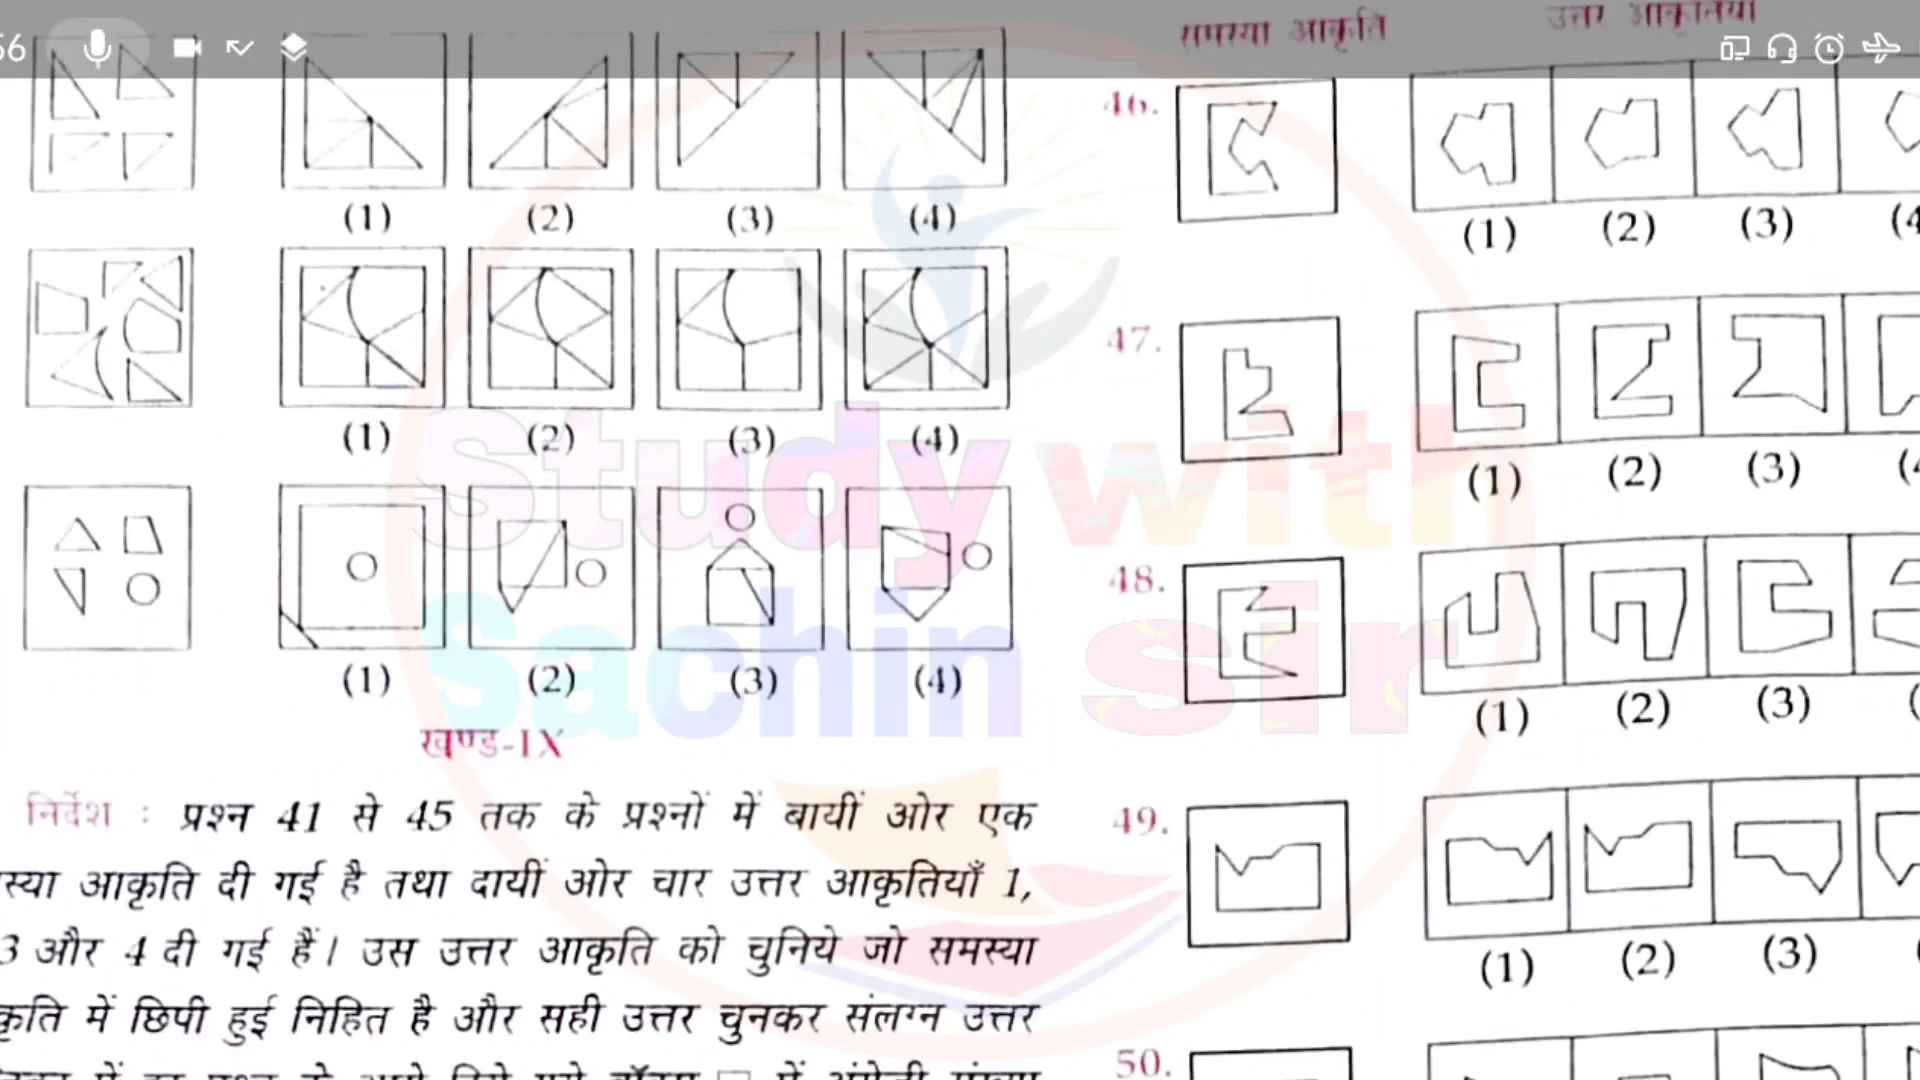 56
समस्या आकृति
उत्तर आकृतियां
(1) (2) (3) (4)
(1) (2) (3) (4)
(1) (2) (3) (4)
खण्ड-IX
निर्देश : प्रश्न 41 से 45 तक के प्रश्नों में बायीं ओर एक
स्या आकृति दी गई है तथा दायीं ओर चार उत्तर आकृतियाँ 1,
3 और 4 दी गई हैं। उस उत्तर आकृति को चुनिये जो समस्या
कृति में छिपी हुई निहित है और सही उत्तर चुनकर संलग्न उत्तर
46.
(1) (2) (3) (4
47.
(1) (2) (3) (4
48.
(1) (2) (3) (
49.
(1) (2) (3) (
50.
Study with
Sachin Sir